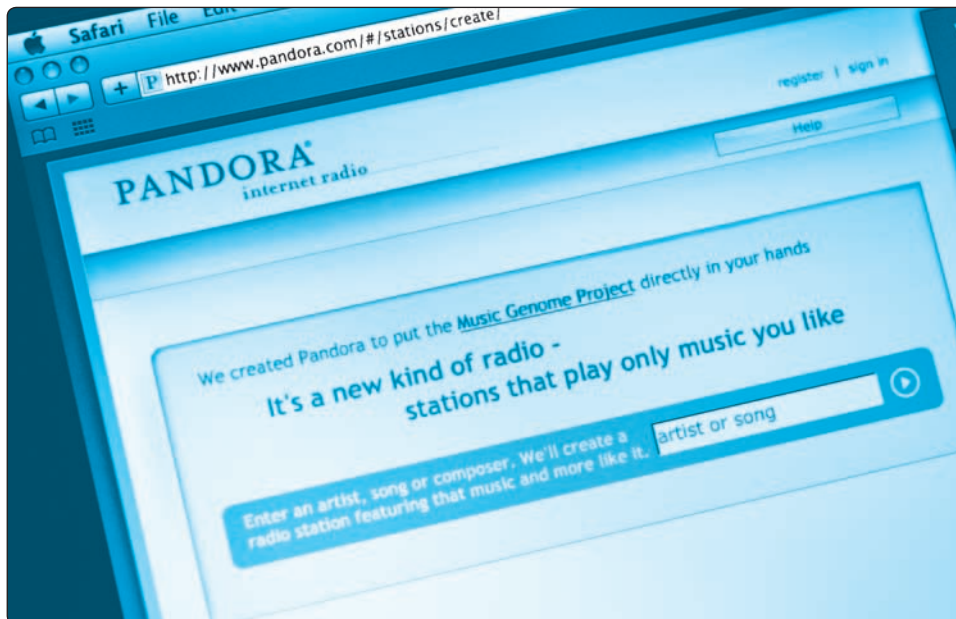 Safari File Edit
http://www.pandora.com/#/stations/create/
register | sign in
Help
PANDORA®
internet radio
We created Pandora to put the Music Genome Project directly in your hands
It's a new kind of radio -
stations that play only music you like
Enter an artist, song or composer. We'll create a
radio station featuring that music and more like it.
artist or song